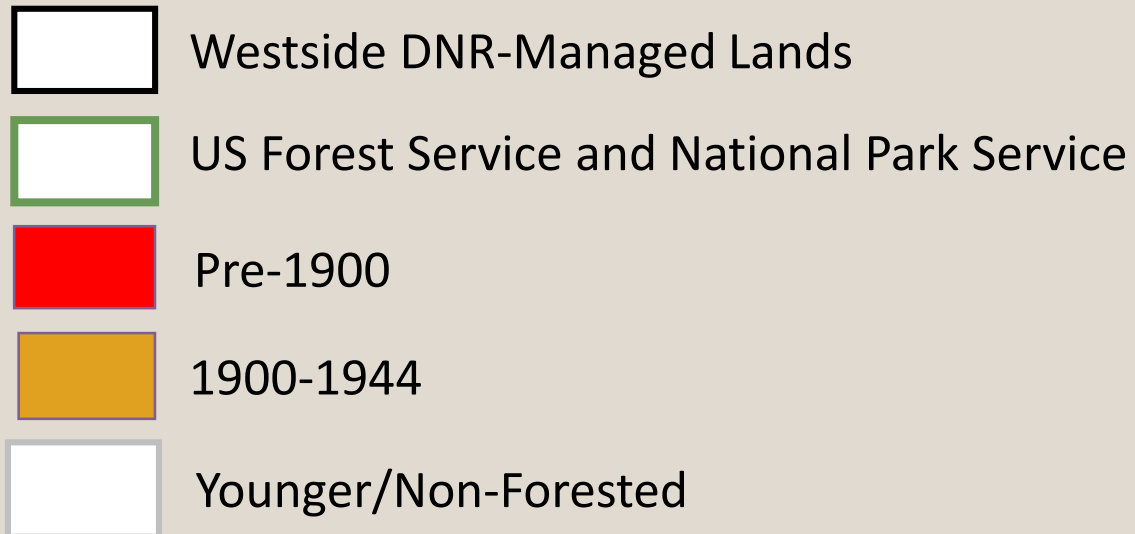 Westside DNR-Managed Lands
US Forest Service and National Park Service
Pre-1900
1900-1944
Younger/Non-Forested